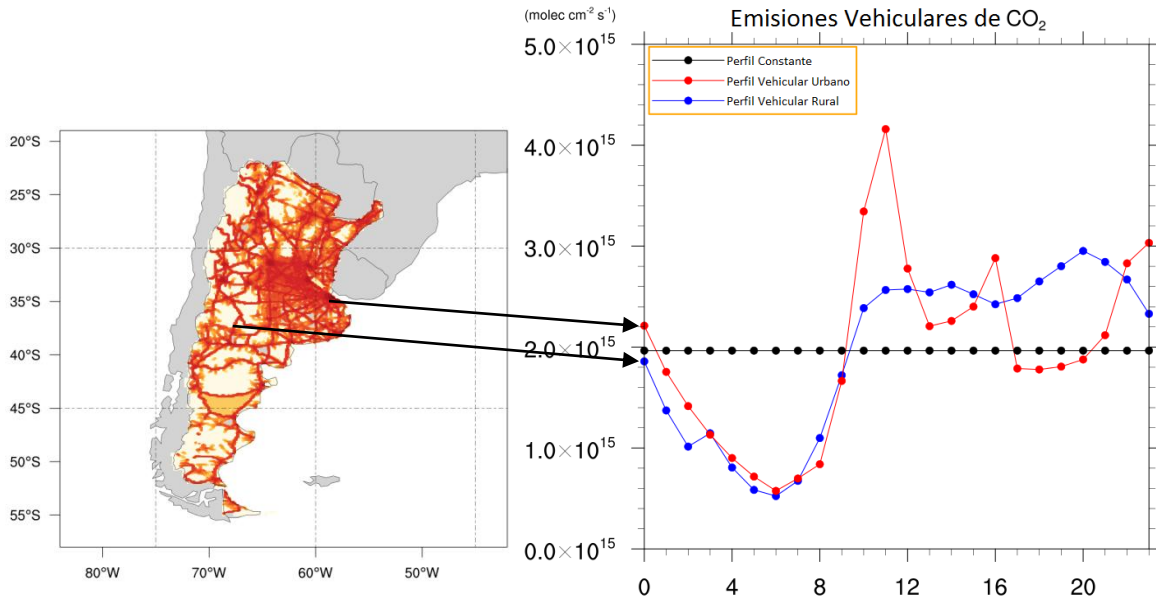 (molec cm⁻² s⁻¹)
Emisiones Vehiculares de CO₂
5.0×10¹⁵
4.0×10¹⁵
3.0×10¹⁵
2.0×10¹⁵
1.0×10¹⁵
0.0×10¹⁵
Perfil Constante
Perfil Vehicular Urbano
Perfil Vehicular Rural
20°S
25°S
30°S
35°S
40°S
45°S
50°S
55°S
80°W 70°W 60°W 50°W
0 4 8 12 16 20